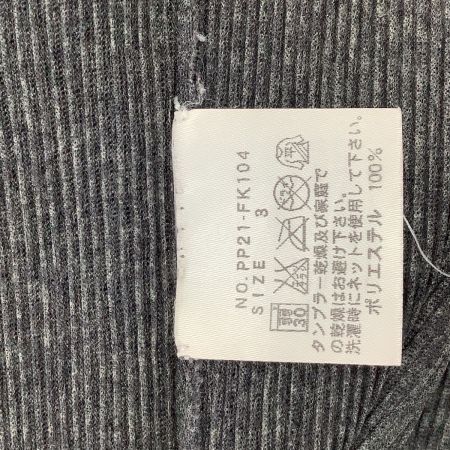 NO. PP21-FK104
SIZE 3
弱
30
タンブラー乾燥及び家庭で
の乾燥はお避け下さい。
洗濯時にネットを使用して下さい。
ポリエステル 100%